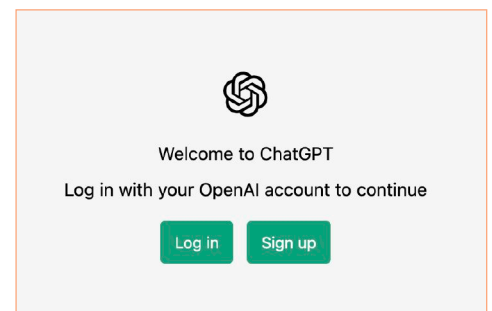 Welcome to ChatGPT
Log in with your OpenAI account to continue
Log in Sign up